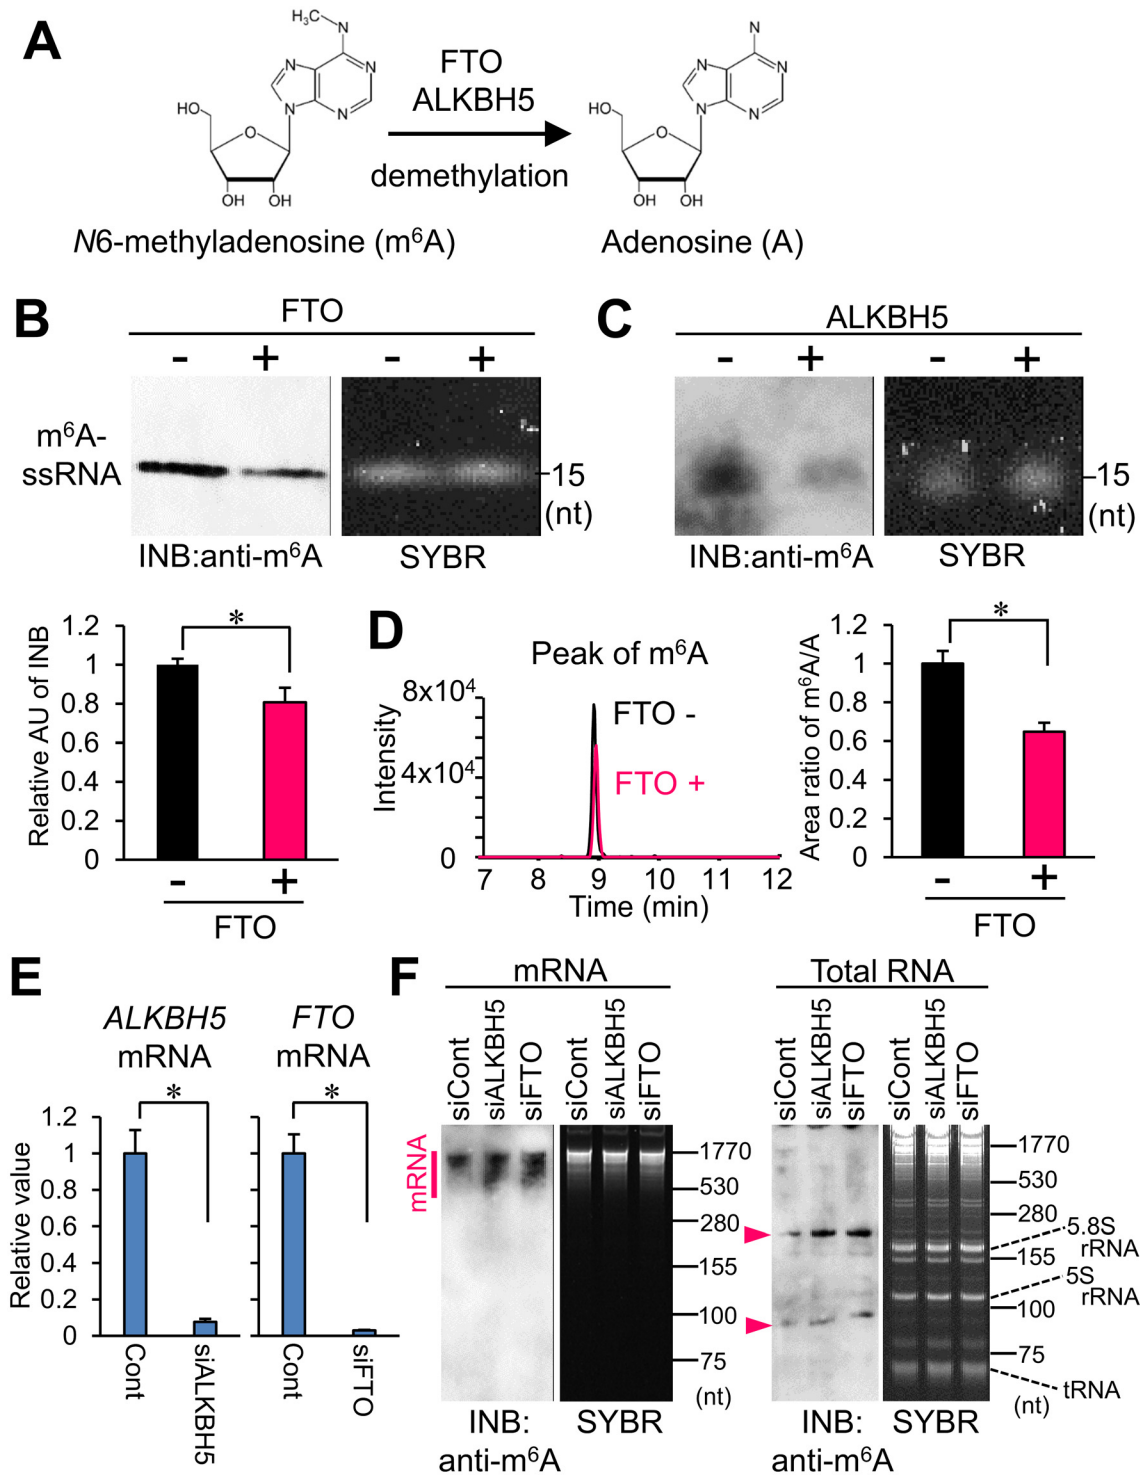 A
H₃C
N
N
N
N
N
HO
O
OH
OH
N6-methyladenosine (m⁶A)
FTO
ALKBH5
demethylation
N
N
N
N
N
HO
O
OH
OH
Adenosine (A)
B
FTO
- + - +
m⁶A-
ssRNA
15
(nt)
INB:anti-m⁶A
SYBR
Relative AU of INB
1.2
1
0.8
0.6
0.4
0.2
0
*
- +
FTO
C
ALKBH5
- + - +
15
(nt)
INB:anti-m⁶A
SYBR
D
Peak of m⁶A
Intensity
8x10⁴
4x10⁴
0
FTO -
FTO +
7 8 9 10 11 12
Time (min)
Area ratio of m⁶A/A
1.2
1
0.8
0.6
0.4
0.2
0
*
- +
FTO
E
ALKBH5
mRNA
FTO
mRNA
*
*
Relative value
1.2
1
0.8
0.6
0.4
0.2
0
Cont
siALKBH5
Cont
siFTO
F
mRNA
siCont
siALKBH5
siFTO
siCont
siALKBH5
siFTO
mRNA
1770
530
280
155
100
75
(nt)
INB:
anti-m⁶A
SYBR
Total RNA
siCont
siALKBH5
siFTO
siCont
siALKBH5
siFTO
1770
530
280
5.8S
rRNA
155
5S
rRNA
100
75
tRNA
(nt)
INB:
anti-m⁶A
SYBR